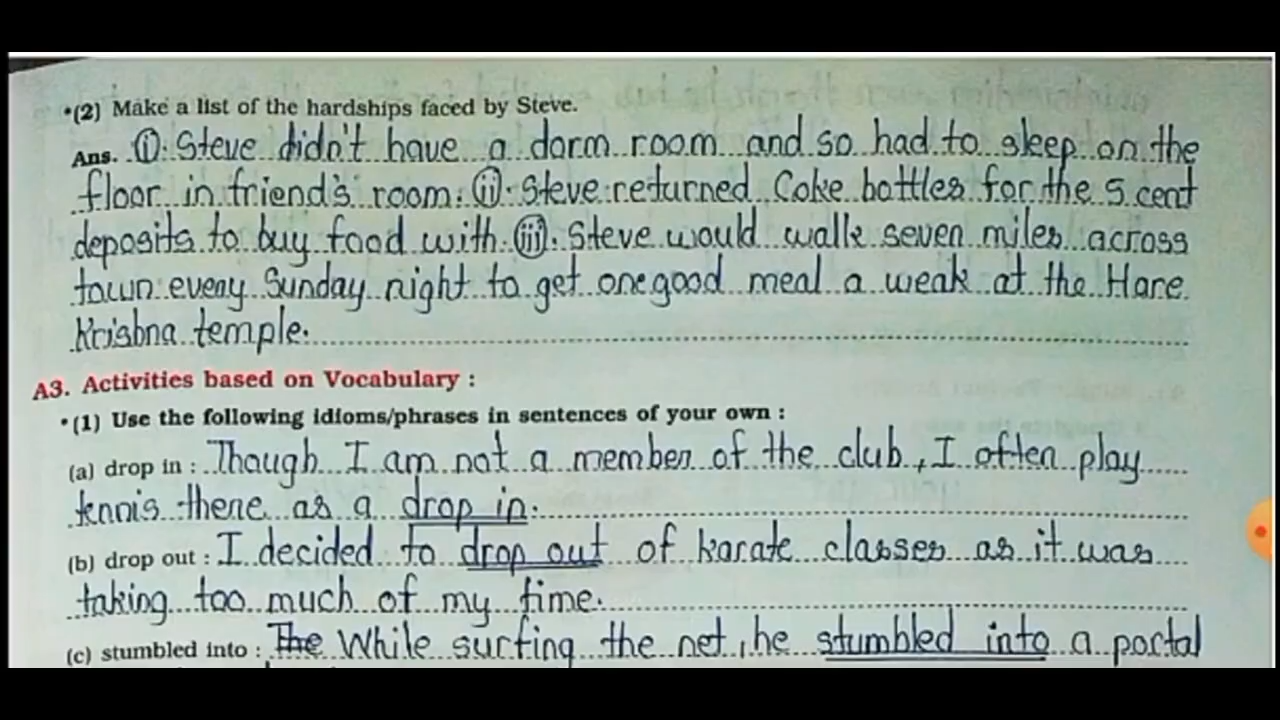 •(2) Make a list of the hardships faced by Steve.
Ans. (i). Steve didn't have a dorm room and so had to sleep on the
floor in friend's room. (ii). Steve returned Coke bottles for the 5 cent
deposits to buy food with. (iii). Steve would walk seven miles across
town every Sunday night to get one good meal a weak at the Hare
Krishna temple.
A3. Activities based on Vocabulary :
•(1) Use the following idioms/phrases in sentences of your own :
(a) drop in : Though I am not a member of the club, I often play
tennis there as a drop in.
(b) drop out : I decided to drop out of karate classes as it was
taking too much of my time.
(c) stumbled into : The While surfing the net, he stumbled into a portal